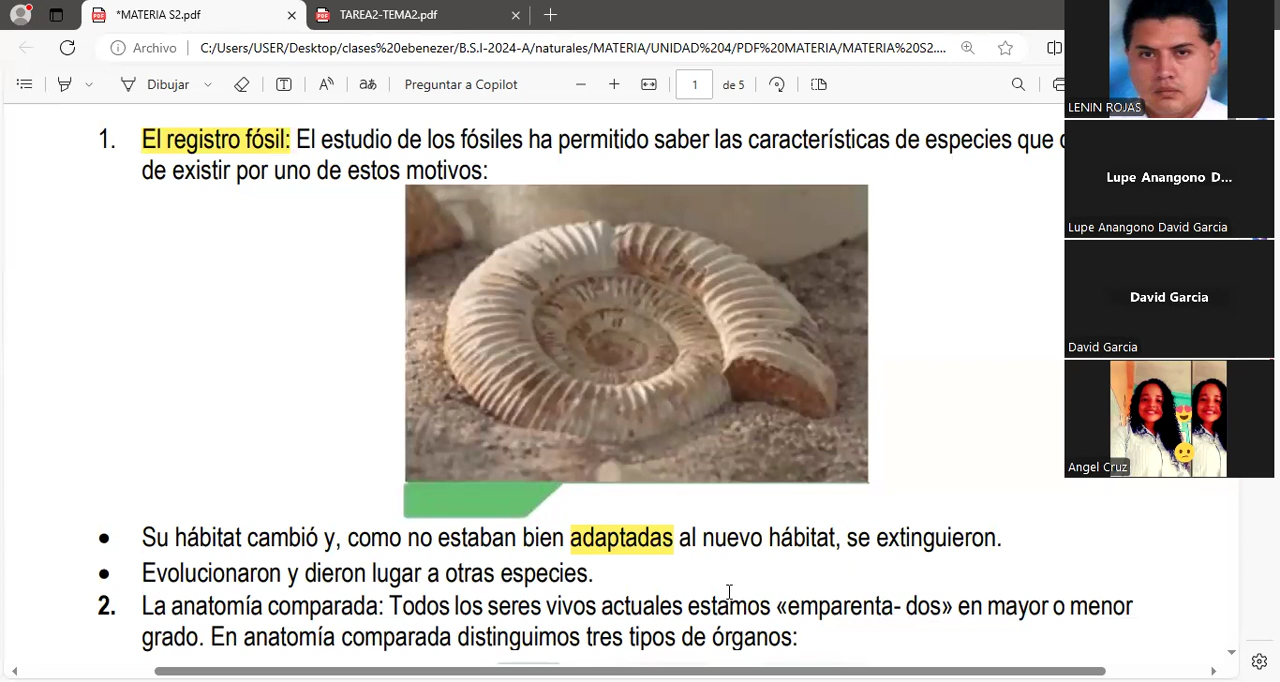 *MATERIA S2.pdf
TAREA2-TEMA2.pdf
Archivo
C:/Users/USER/Desktop/clases%20ebenezer/B.S.I-2024-A/naturales/MATERIA/UNIDAD%204/PDF%20MATERIA/MATERIA%20S2....
Dibujar
Preguntar a Copilot
1
de 5
LENIN ROJAS
Lupe Anangono D...
Lupe Anangono David Garcia
David Garcia
David Garcia
Angel Cruz
1. El registro fósil: El estudio de los fósiles ha permitido saber las características de especies que
de existir por uno de estos motivos:
• Su hábitat cambió y, como no estaban bien adaptadas al nuevo hábitat, se extinguieron.
• Evolucionaron y dieron lugar a otras especies.
2. La anatomía comparada: Todos los seres vivos actuales estamos «emparenta- dos» en mayor o menor
grado. En anatomía comparada distinguimos tres tipos de órganos: